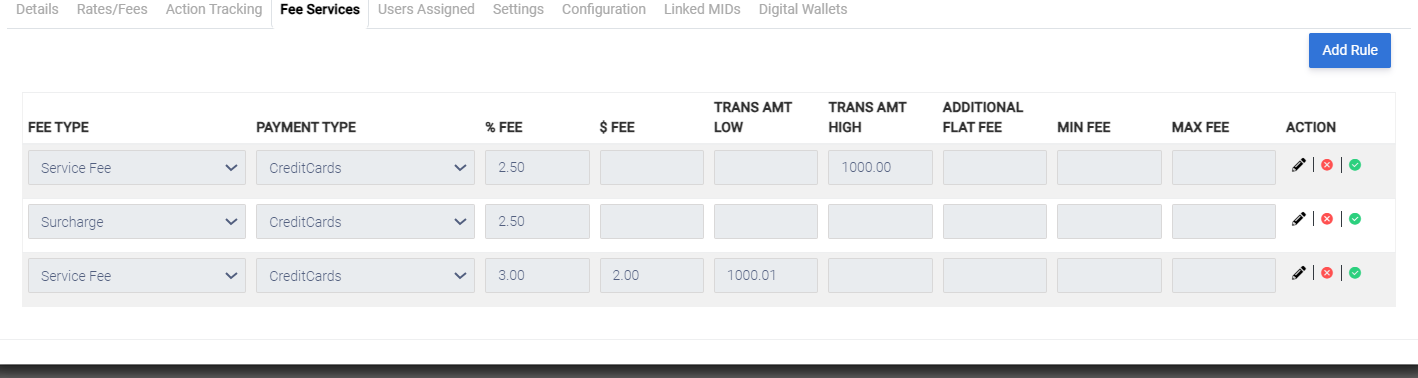 Details Rates/Fees Action Tracking Fee Services Users Assigned Settings Configuration Linked MIDs Digital Wallets
Add Rule
FEE TYPE PAYMENT TYPE % FEE $ FEE TRANS AMT LOW TRANS AMT HIGH ADDITIONAL FLAT FEE MIN FEE MAX FEE ACTION
Service Fee CreditCards 2.50 1000.00
Surcharge CreditCards 2.50
Service Fee CreditCards 3.00 2.00 1000.01